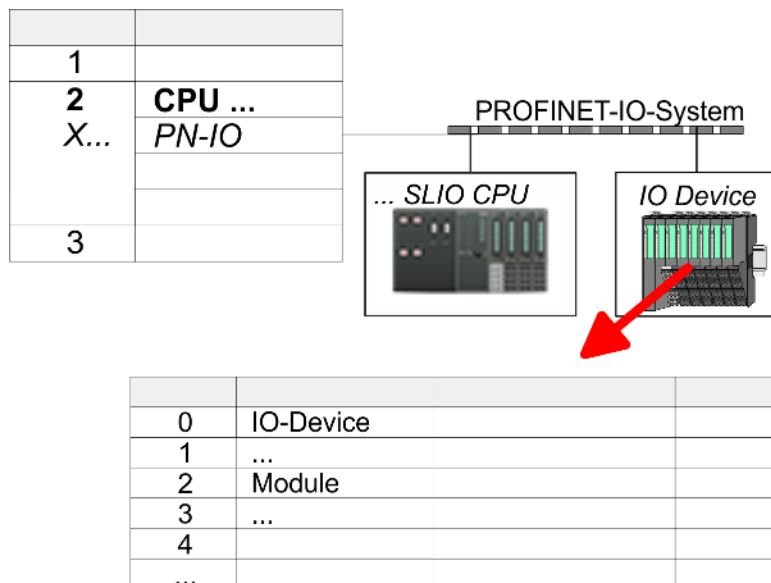 1
2 CPU ...
X... PN-IO
3
PROFINET-IO-System
... SLIO CPU
IO Device
0 IO-Device
1 ...
2 Module
3 ...
4
...